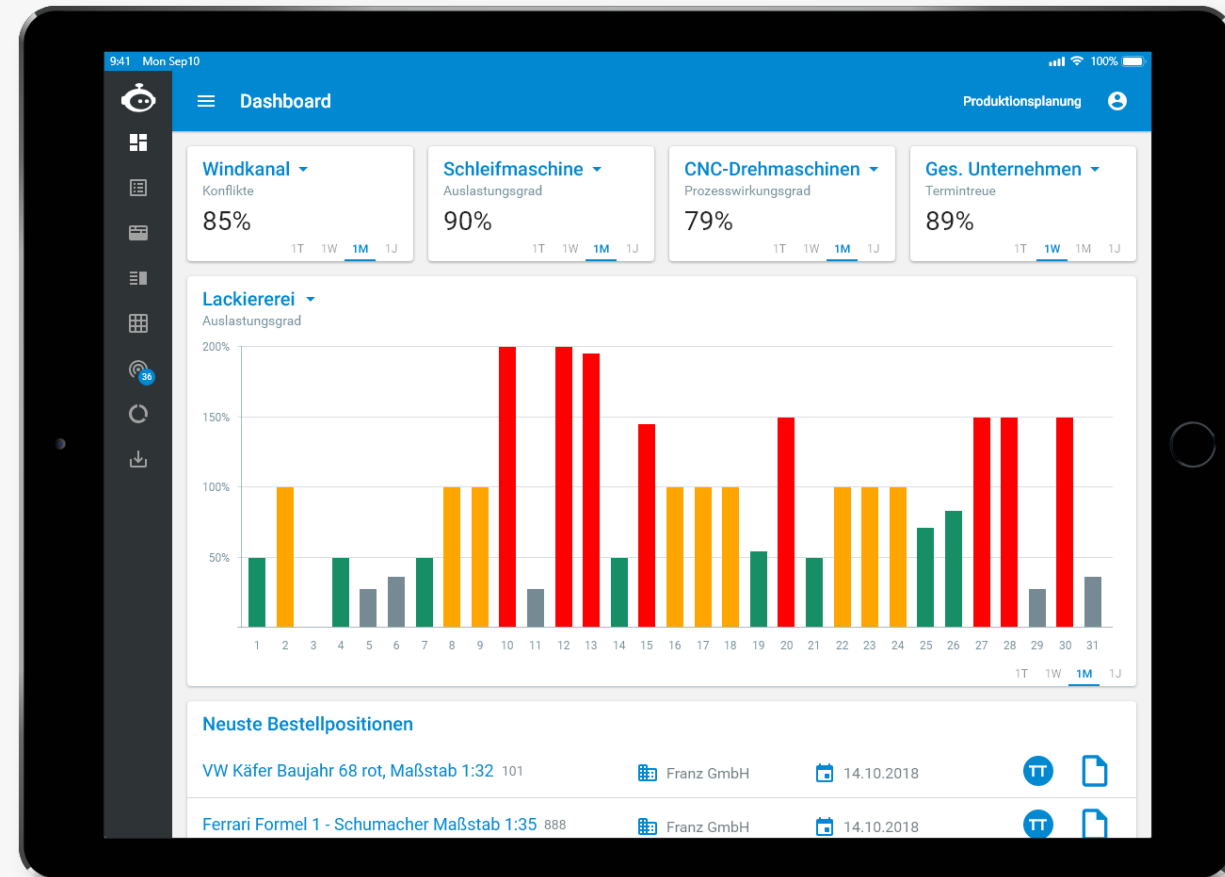 9:41 Mon Sep10 100%
Dashboard Produktionsplanung
Windkanal
Konflikte
85%
1T 1W 1M 1J
Schleifmaschine
Auslastungsgrad
90%
1T 1W 1M 1J
CNC-Drehmaschinen
Prozesswirkungsgrad
79%
1T 1W 1M 1J
Ges. Unternehmen
Termintreue
89%
1T 1W 1M 1J
36
Lackiererei
Auslastungsgrad
200%
150%
100%
50%
1 2 3 4 5 6 7 8 9 10 11 12 13 14 15 16 17 18 19 20 21 22 23 24 25 26 27 28 29 30 31
1T 1W 1M 1J
Neuste Bestellpositionen
VW Käfer Baujahr 68 rot, Maßstab 1:32 101 Franz GmbH 14.10.2018 TT
Ferrari Formel 1 - Schumacher Maßstab 1:35 888 Franz GmbH 14.10.2018 TT